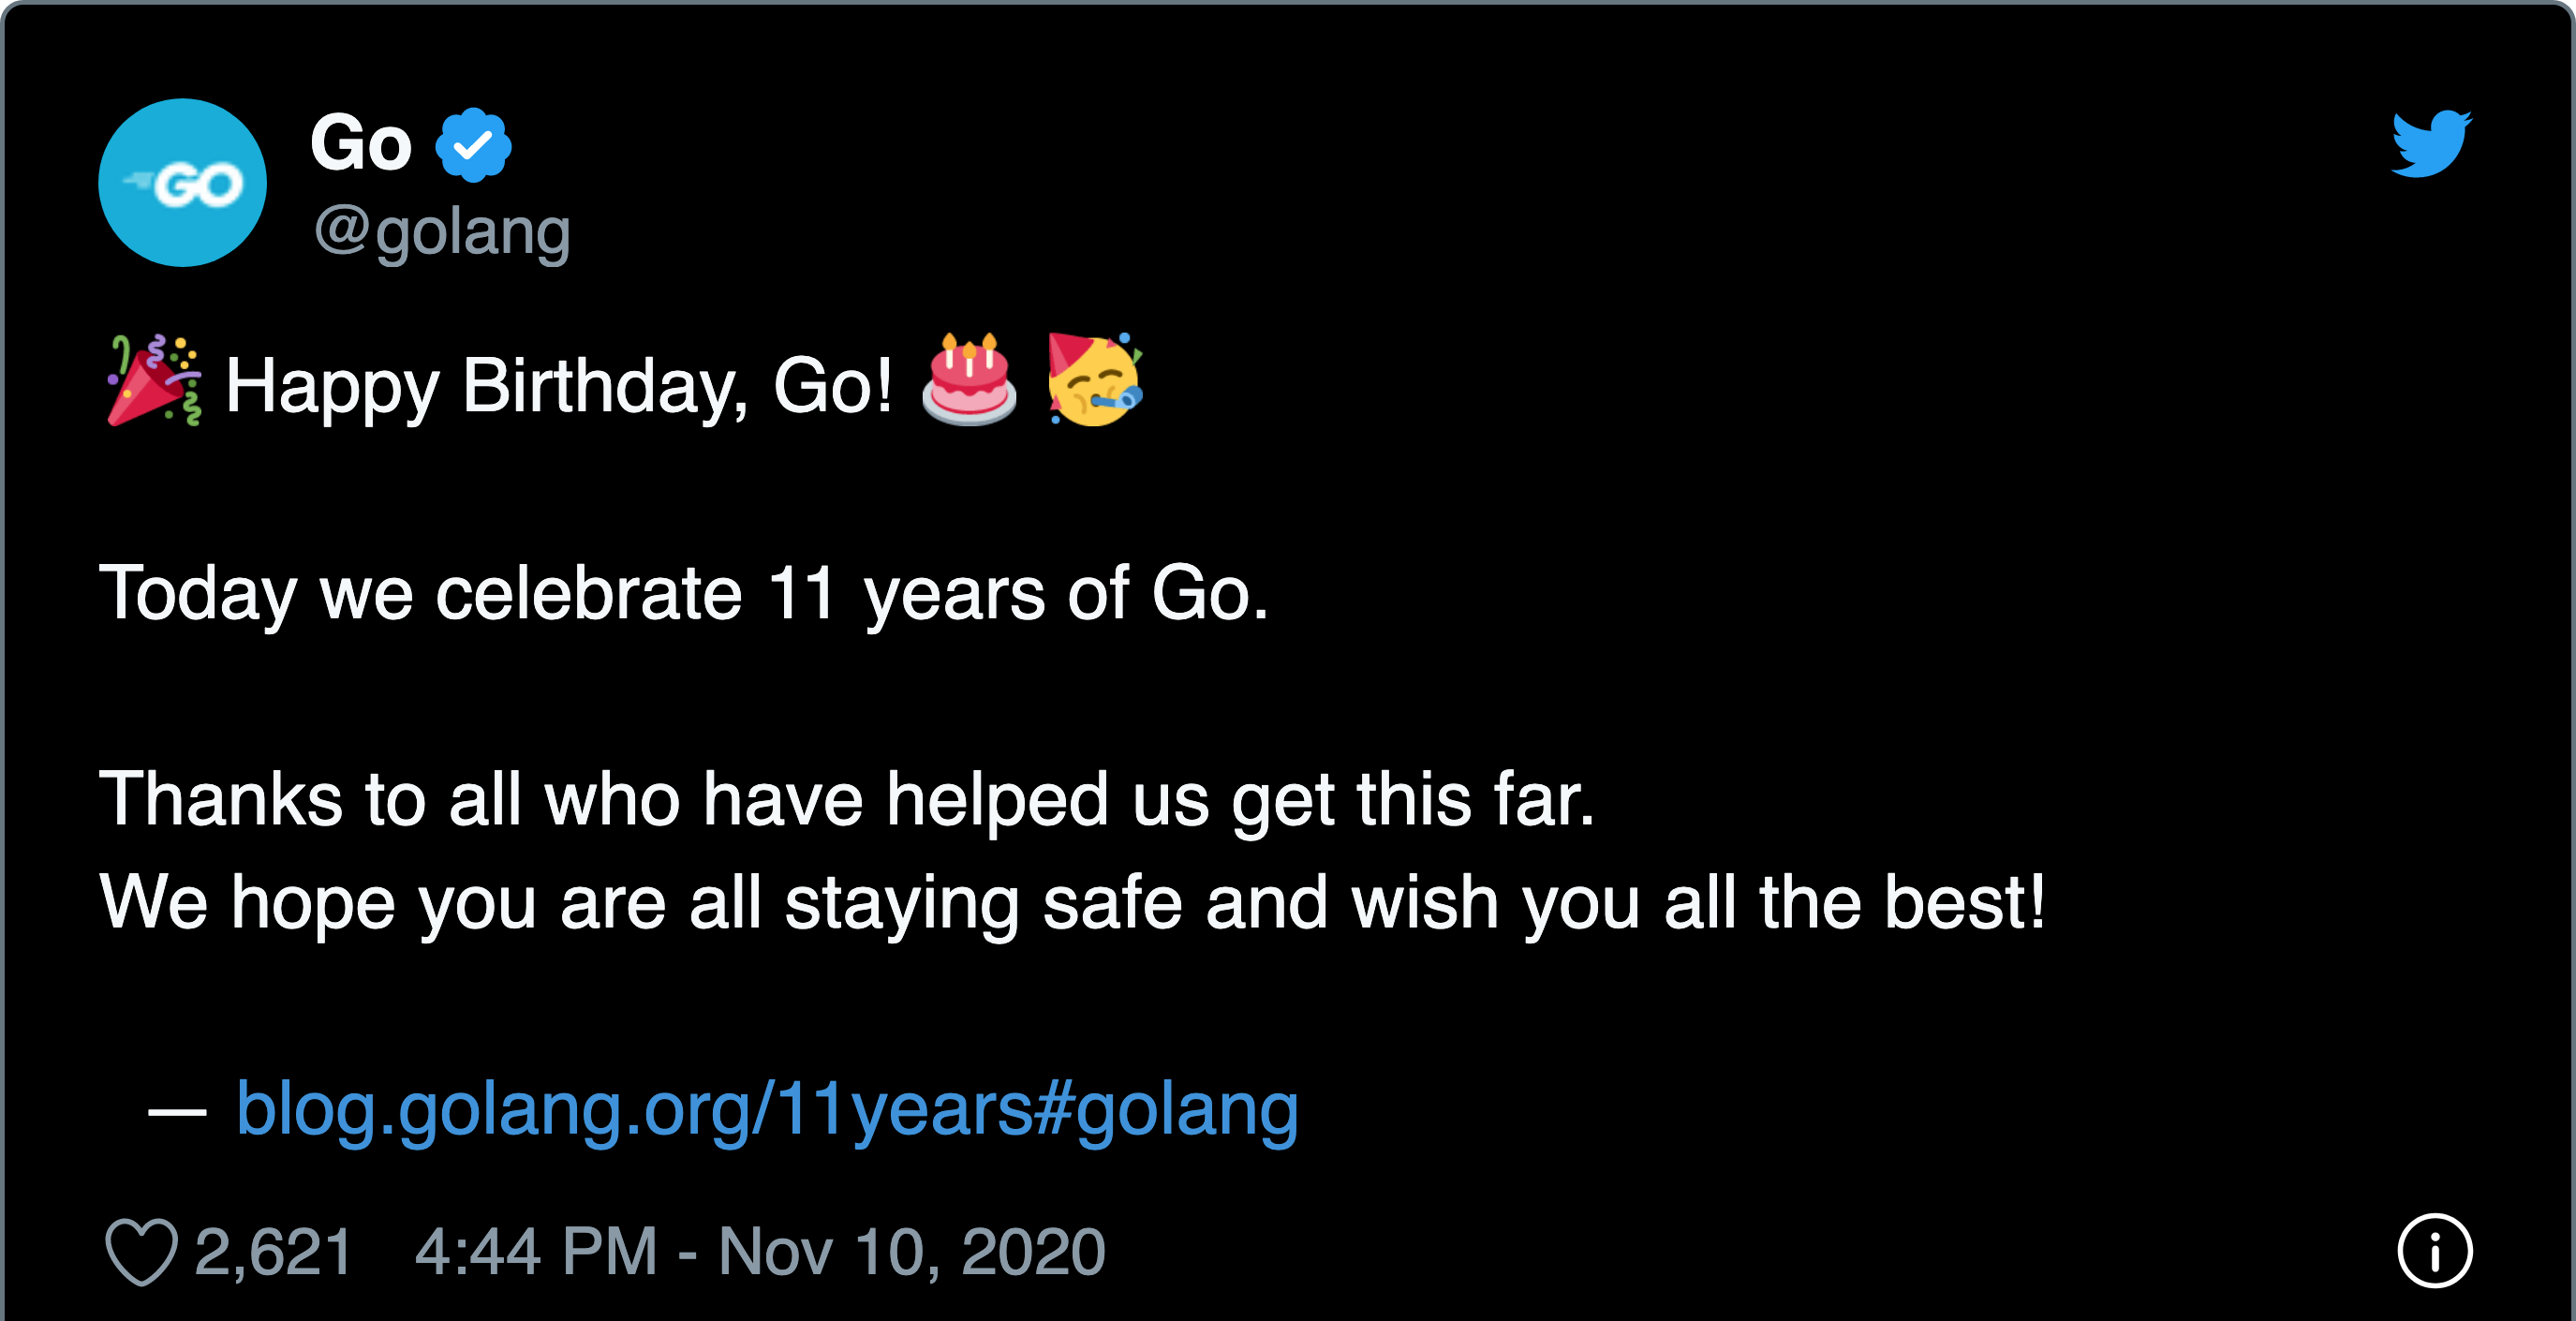 GO
Go
@golang
🎉 Happy Birthday, Go! 🎂 🥳
Today we celebrate 11 years of Go.
Thanks to all who have helped us get this far.
We hope you are all staying safe and wish you all the best!
— blog.golang.org/11years#golang
2,621 4:44 PM - Nov 10, 2020